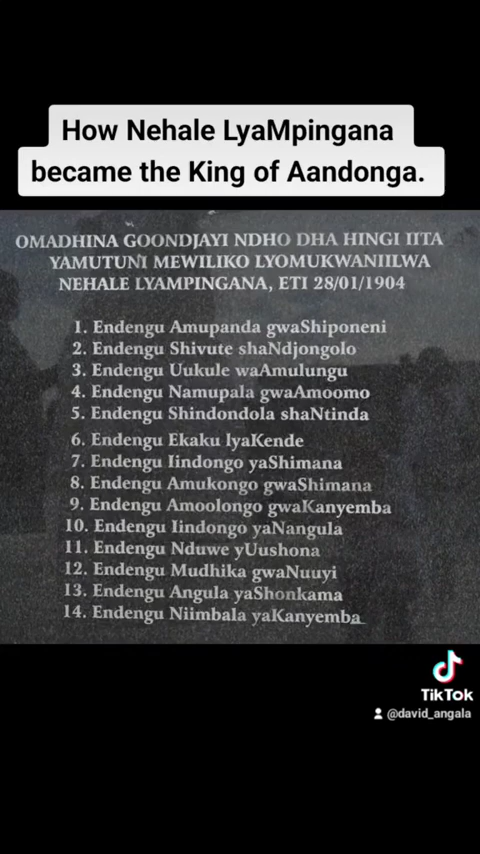 How Nehale LyaMpingana
became the King of Aandonga.
OMADHINA GOONDJAYI NDHO DHA HINGI IITA
YAMUTUNI MEWILIKO LYOMUKWANIILWA
NEHALE LYAMPINGANA, ETI 28/01/1904
1. Endengu Amupanda gwaShiponeni
2. Endengu Shivute shaNdjongolo
3. Endengu Uukule waAmulungu
4. Endengu Namupala gwaAmoomo
5. Endengu Shindondola shaNtinda
6. Endengu Ekaku lyaKende
7. Endengu Iindongo yaShimana
8. Endengu Amukongo gwaShimana
9. Endengu Amoolongo gwaKanyemba
10. Endengu Iindongo yaNangula
11. Endengu Nduwe yUushona
12. Endengu Mudhika gwaNuuyi
13. Endengu Angula yaShonkama
14. Endengu Niimbala yaKanyemba
TikTok
@david_angala